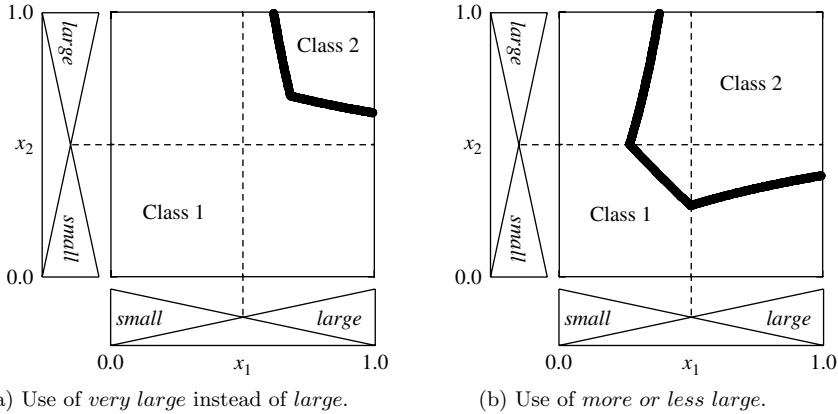 1.0
large
Class 2
x2
Class 1
small
0.0
small
large
0.0
x1
1.0
a) Use of very large instead of large.
1.0
large
Class 2
x2
Class 1
small
0.0
small
large
0.0
x1
1.0
(b) Use of more or less large.